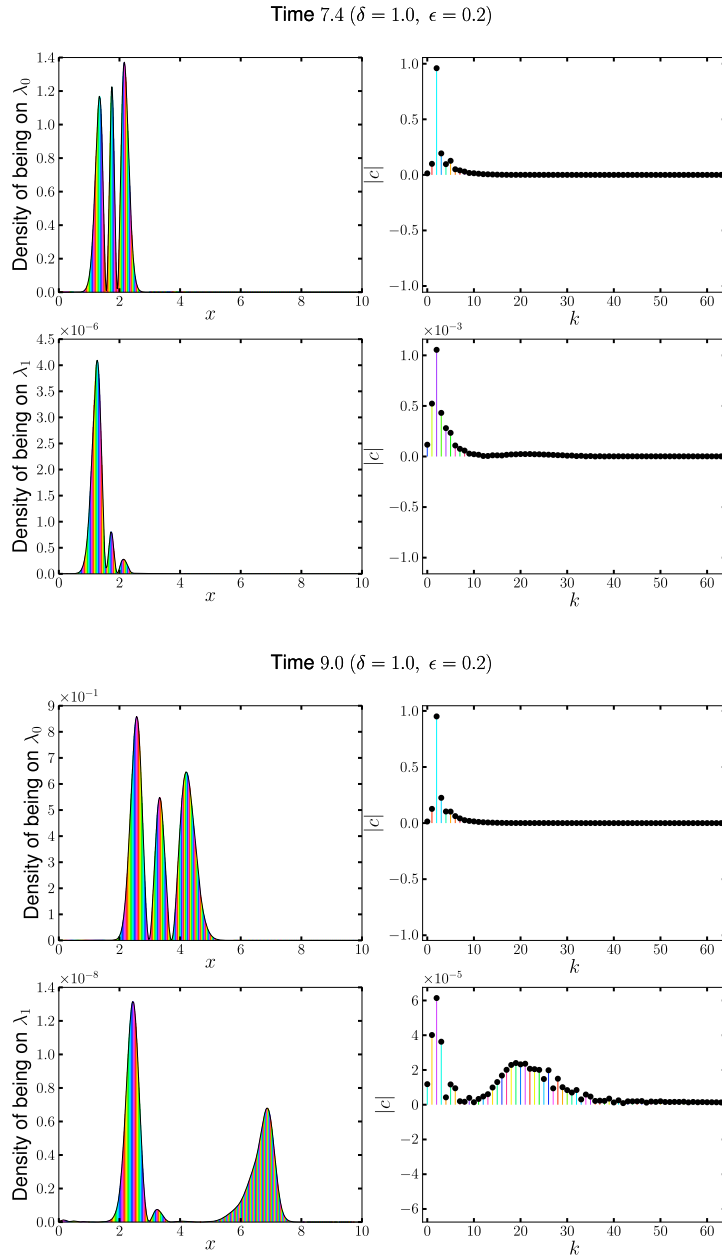 Time 7.4 (δ = 1.0, ϵ = 0.2)
1.4
1.2
1.0
0.8
0.6
0.4
0.2
0.0
0 2 4 6 8 10
x
Density of being on λ₀
1.0
0.5
0.0
−0.5
−1.0
0 10 20 30 40 50 60
k
|c|
×10⁻⁶
4.5
4.0
3.5
3.0
2.5
2.0
1.5
1.0
0.5
0.0
0 2 4 6 8 10
x
Density of being on λ₁
×10⁻³
1.0
0.5
0.0
−0.5
−1.0
0 10 20 30 40 50 60
k
|c|
Time 9.0 (δ = 1.0, ϵ = 0.2)
×10⁻¹
9
8
7
6
5
4
3
2
1
0
0 2 4 6 8 10
x
Density of being on λ₀
1.0
0.5
0.0
−0.5
−1.0
0 10 20 30 40 50 60
k
|c|
×10⁻⁸
1.4
1.2
1.0
0.8
0.6
0.4
0.2
0.0
0 2 4 6 8 10
x
Density of being on λ₁
×10⁻⁵
6
4
2
0
−2
−4
−6
0 10 20 30 40 50 60
k
|c|